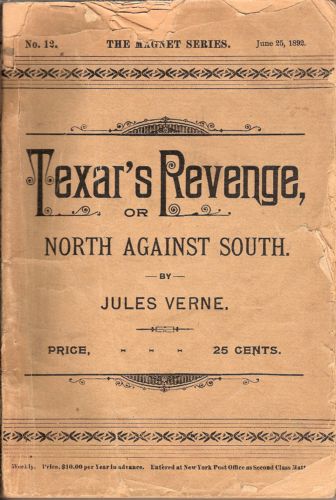 No. 12. THE MAGNET SERIES. June 25, 1892.
Texar's Revenge,
OR
NORTH AGAINST SOUTH.
— BY —
JULES VERNE.
PRICE, - - - 25 CENTS.
Weekly. Price, $10.00 per Year in advance. Entered at New York Post Office as Second Class Matt